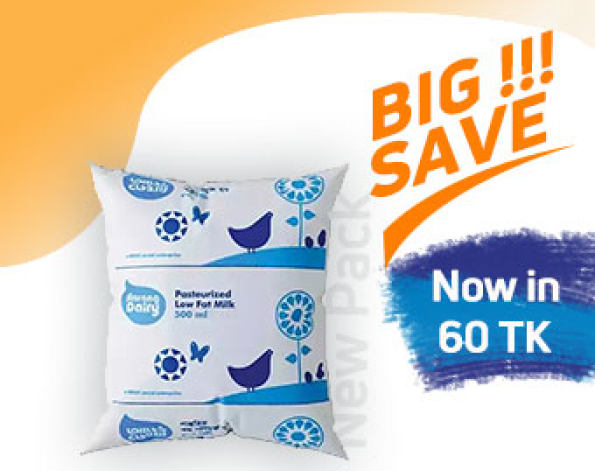 BIG !!!
SAVE
Now in
60 TK
New Pack
Aarong
Dairy
Pasteurized
Low Fat Milk
500 ml